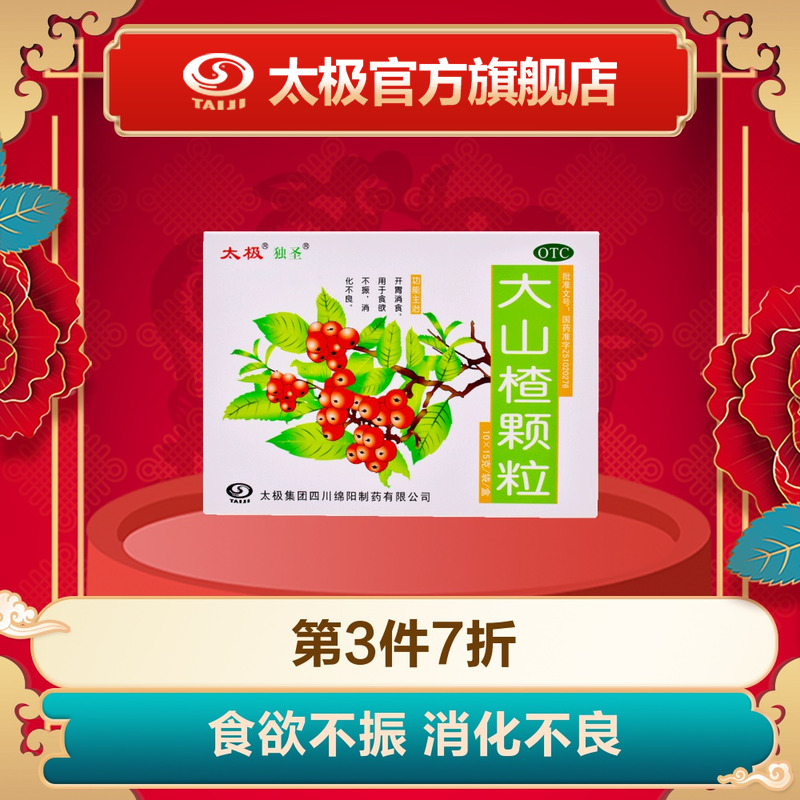 TAIJI 太极官方旗舰店
太极® 独圣®
OTC
批准文号：国药准字Z51020276
大山楂颗粒
10×15克/袋/盒
功能主治
开胃消食。
用于食欲
不振，消
化不良。
TAIJI 太极集团四川绵阳制药有限公司
第3件7折
食欲不振 消化不良